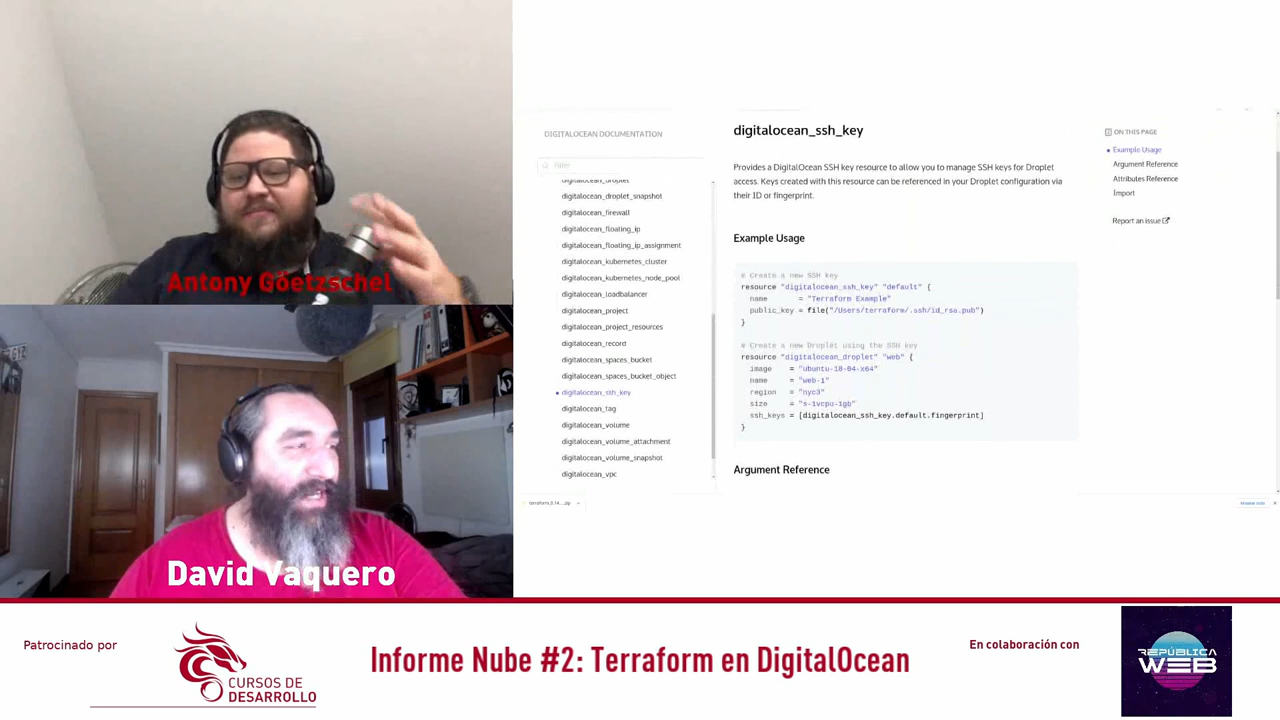 Antony Göetzschel
David Vaquero
DIGITALOCEAN DOCUMENTATION
Filter
digitalocean_droplet
digitalocean_droplet_snapshot
digitalocean_firewall
digitalocean_floating_ip
digitalocean_floating_ip_assignment
digitalocean_kubernetes_cluster
digitalocean_kubernetes_node_pool
digitalocean_loadbalancer
digitalocean_project
digitalocean_project_resources
digitalocean_record
digitalocean_spaces_bucket
digitalocean_spaces_bucket_object
digitalocean_ssh_key
digitalocean_tag
digitalocean_volume
digitalocean_volume_attachment
digitalocean_volume_snapshot
digitalocean_vpc
digitalocean_ssh_key
Provides a DigitalOcean SSH key resource to allow you to manage SSH keys for Droplet
access. Keys created with this resource can be referenced in your Droplet configuration via
their ID or fingerprint.
Example Usage
# Create a new SSH key
resource "digitalocean_ssh_key" "default" {
name = "Terraform Example"
public_key = file("/Users/terraform/.ssh/id_rsa.pub")
}
# Create a new Droplet using the SSH key
resource "digitalocean_droplet" "web" {
image = "ubuntu-18-04-x64"
name = "web-1"
region = "nyc3"
size = "s-1vcpu-1gb"
ssh_keys = [digitalocean_ssh_key.default.fingerprint]
}
Argument Reference
ON THIS PAGE
Example Usage
Argument Reference
Attributes Reference
Import
Report an issue
terraform_0.14....zip
Patrocinado por
CURSOS DE
DESARROLLO
Informe Nube #2: Terraform en DigitalOcean
En colaboración con
REPÚBLICA
WEB